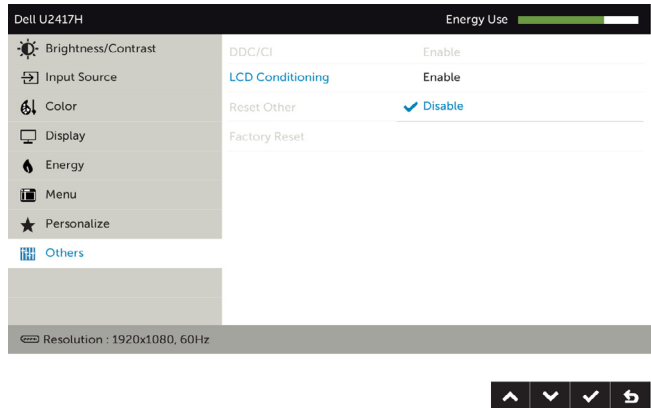 Dell U2417H Energy Use
Brightness/Contrast
Input Source
Color
Display
Energy
Menu
Personalize
Others
DDC/CI Enable
LCD Conditioning Enable
Reset Other Disable
Factory Reset
Resolution : 1920x1080, 60Hz